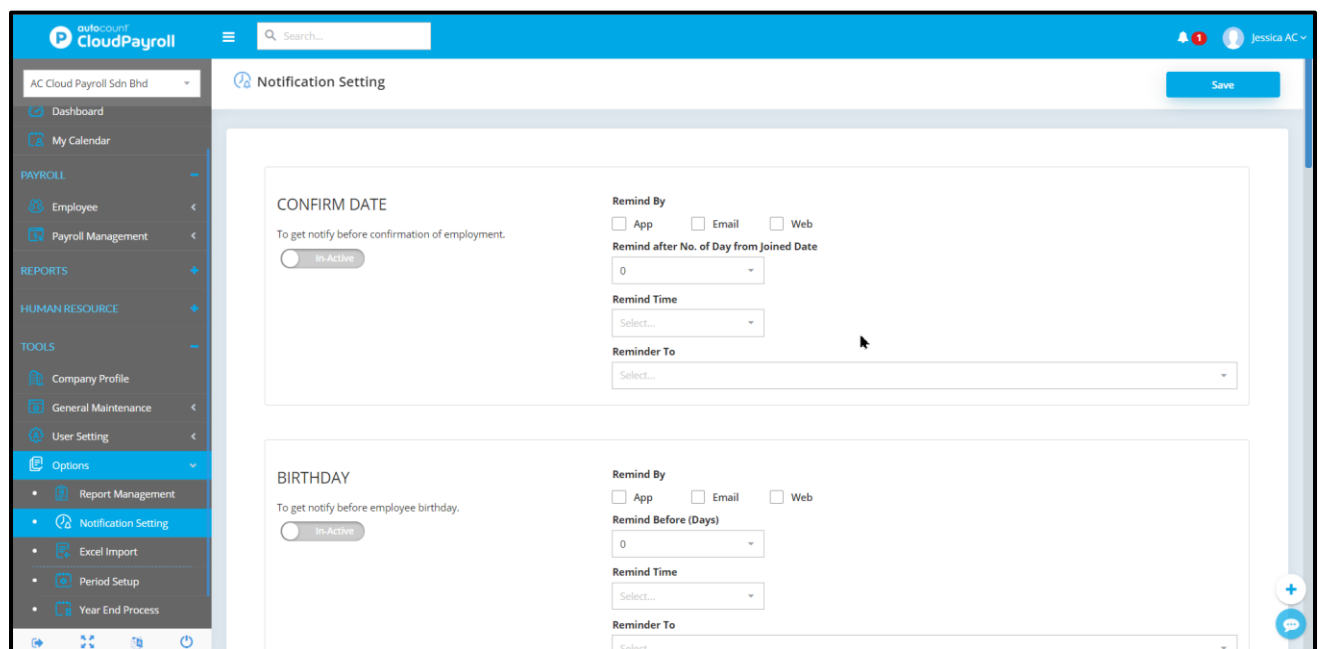 autocount
CloudPayroll
Search...
1
Jessica AC
AC Cloud Payroll Sdn Bhd
Notification Setting
Save
Dashboard
My Calendar
PAYROLL
Employee
Payroll Management
REPORTS
HUMAN RESOURCE
TOOLS
Company Profile
General Maintenance
User Setting
Options
Report Management
Notification Setting
Excel Import
Period Setup
Year End Process
CONFIRM DATE
To get notify before confirmation of employment.
In-Active
Remind By
App Email Web
Remind after No. of Day from Joined Date
0
Remind Time
Select...
Reminder To
Select...
BIRTHDAY
To get notify before employee birthday.
In-Active
Remind By
App Email Web
Remind Before (Days)
0
Remind Time
Select...
Reminder To
Select...